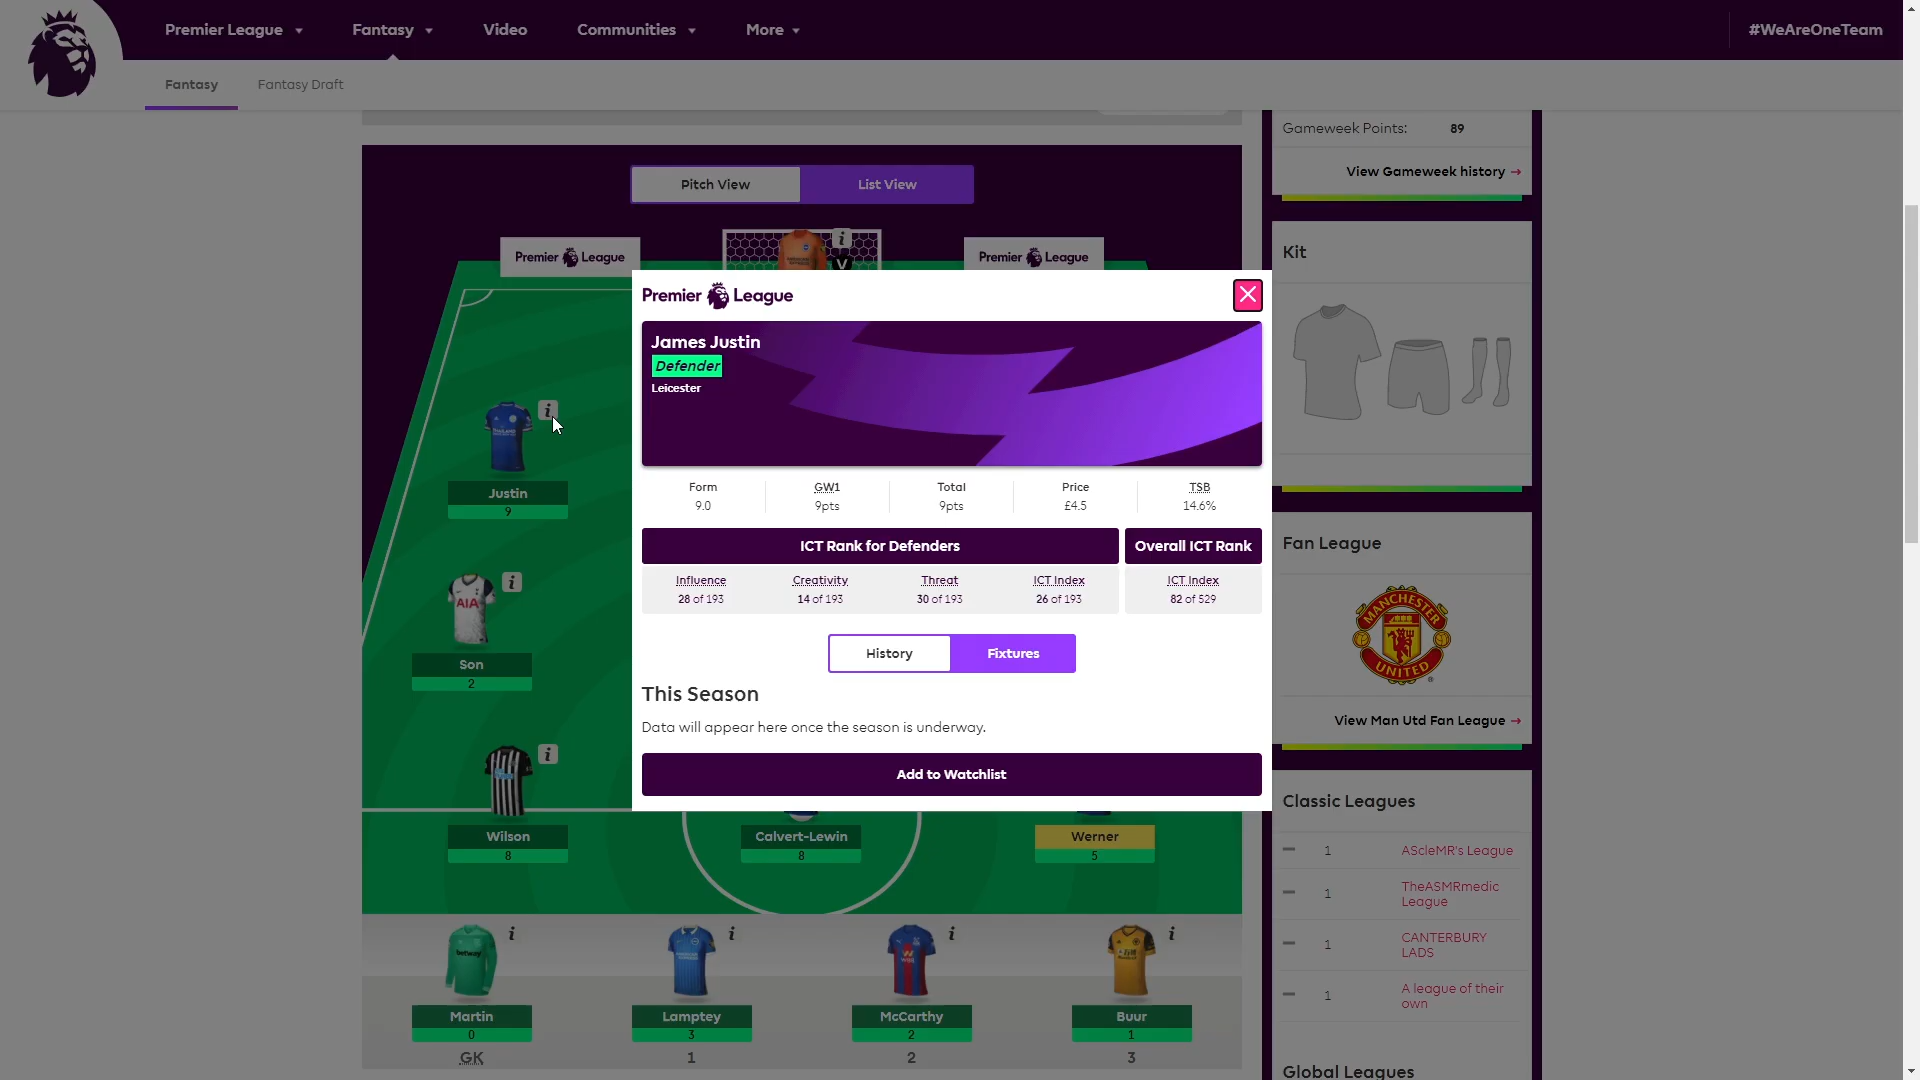 Premier League
Fantasy
Video
Communities
More
#WeAreOneTeam
Fantasy
Fantasy Draft
Gameweek Points:
89
View Gameweek history →
Pitch View
List View
Premier League
Premier League
Kit
Premier League
James Justin
Defender
Leicester
Form
GW1
Total
Price
TSB
9.0
9pts
9pts
£4.5
14.6%
ICT Rank for Defenders
Overall ICT Rank
Influence
Creativity
Threat
ICT Index
ICT Index
28 of 193
14 of 193
30 of 193
26 of 193
82 of 529
History
Fixtures
This Season
Data will appear here once the season is underway.
Add to Watchlist
Justin
9
AIA
Son
2
Wilson
8
Calvert-Lewin
8
Werner
5
Martin
0
GK
Lamptey
3
1
McCarthy
2
2
Buur
1
3
Fan League
MANCHESTER
UNITED
View Man Utd Fan League →
Classic Leagues
1
AScleMR's League
1
TheASMRmedic
League
1
CANTERBURY
LADS
1
A league of their
own
Global Leagues